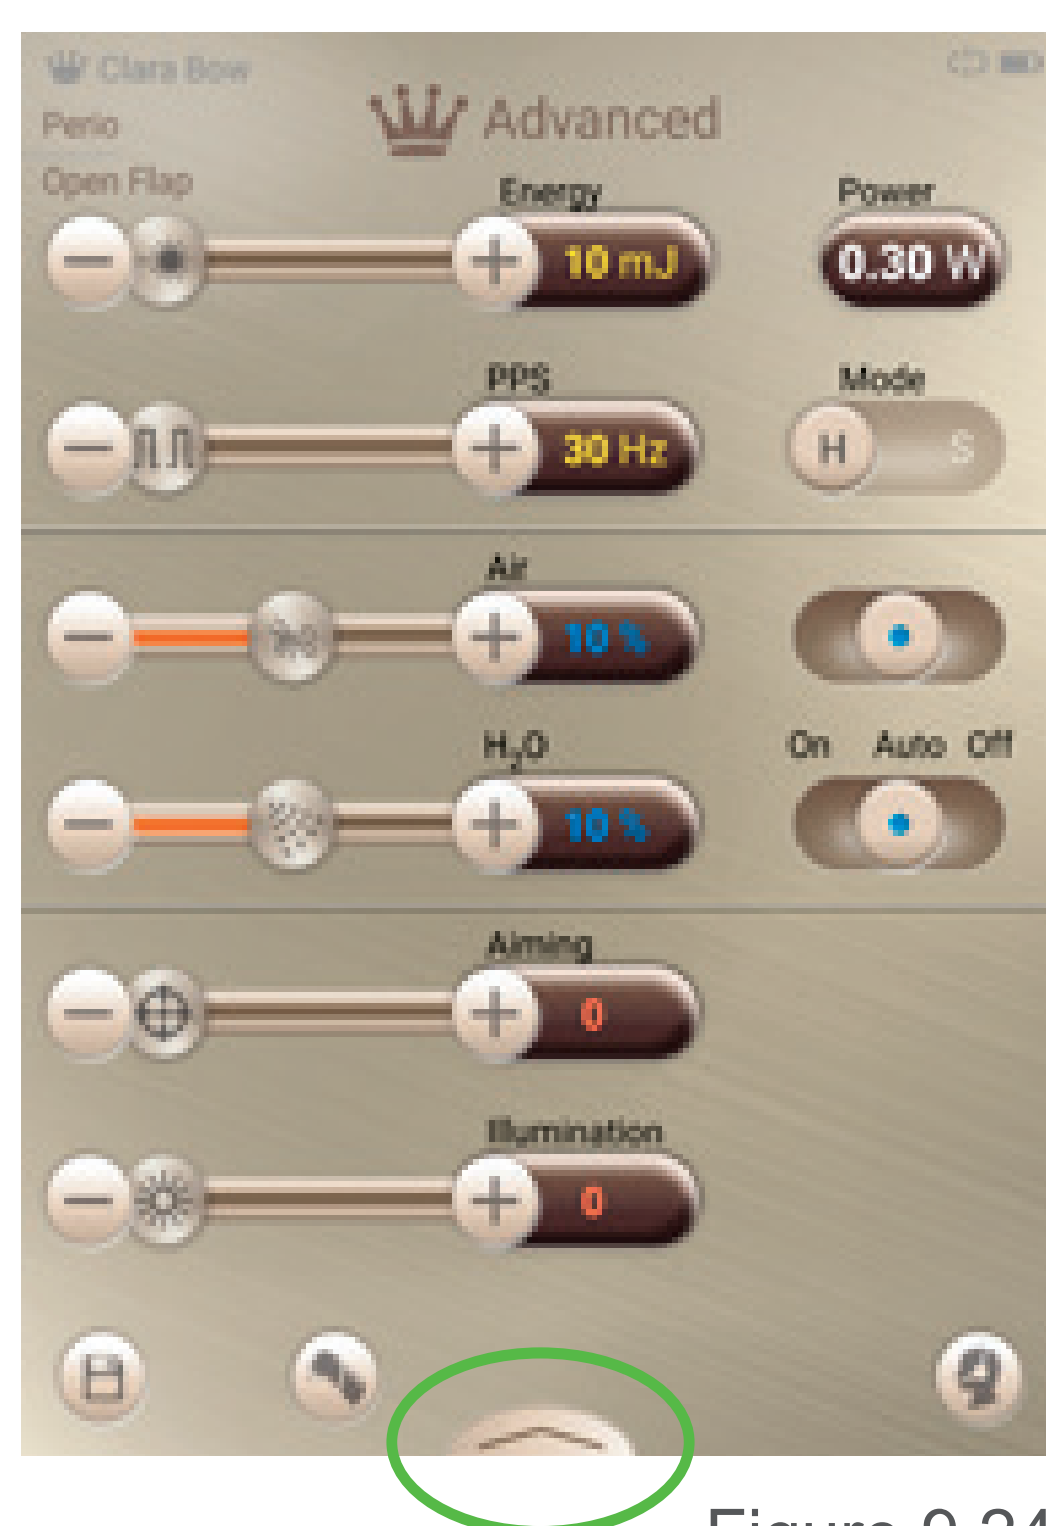 Clara Bow
Perio
Advanced
Open Flap
Energy
Power
10 mJ
0.30 W
PPS
Mode
30 Hz
H S
Air
10 %
H₂O
On Auto Off
10 %
Aiming
0
Illumination
0